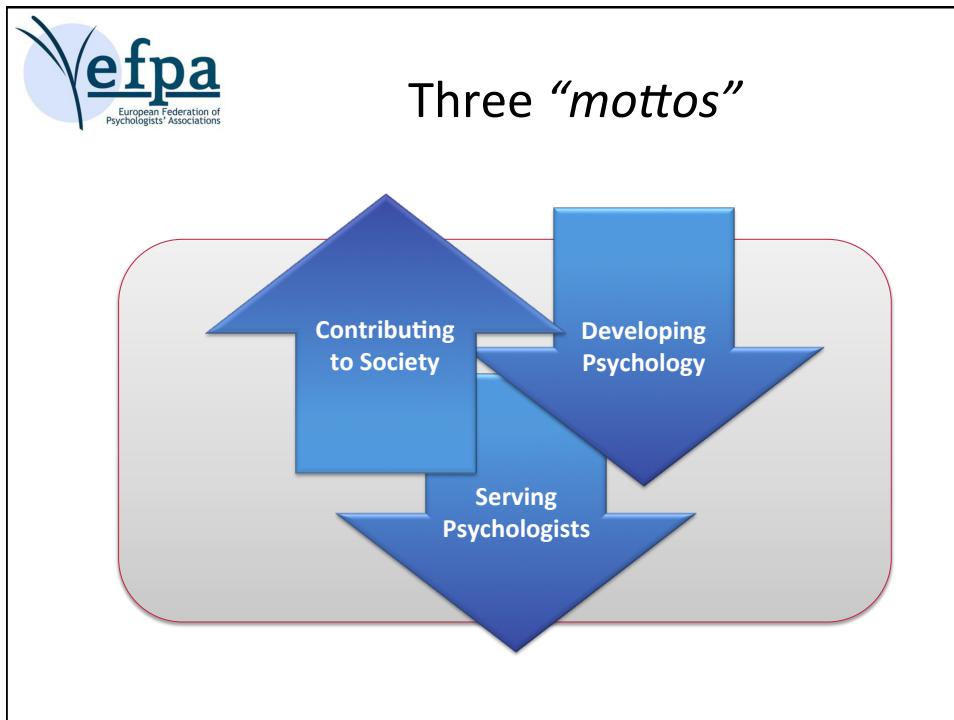 efpa
European Federation of
Psychologists' Associations
Three “mottos”
Contributing
to Society
Developing
Psychology
Serving
Psychologists